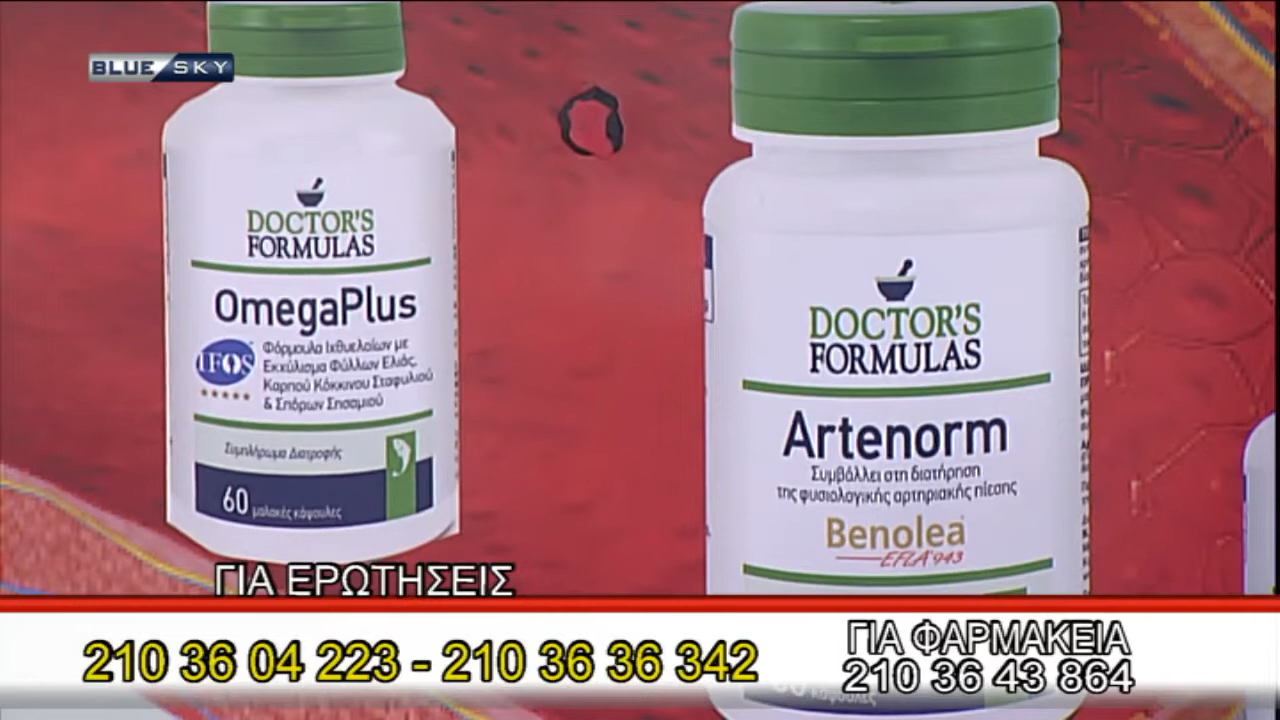 BLUE SKY
DOCTOR'S
FORMULAS
OmegaPlus
IFOS
Φόρμουλα Ιχθυελαίων με
Εκχύλισμα Φύλλων Ελιάς,
Καρπού Κόκκινου Σταφυλιού
& Σπόρων Σησαμιού
Συμπλήρωμα Διατροφής
60 μαλακές κάψουλες
DOCTOR'S
FORMULAS
Artenorm
Συμβάλλει στη διατήρηση
της φυσιολογικής αρτηριακής πίεσης
Benolea
EFLA 943
κάψουλες
ΓΙΑ ΕΡΩΤΗΣΕΙΣ
210 36 04 223 - 210 36 36 342
ΓΙΑ ΦΑΡΜΑΚΕΙΑ
210 36 43 864